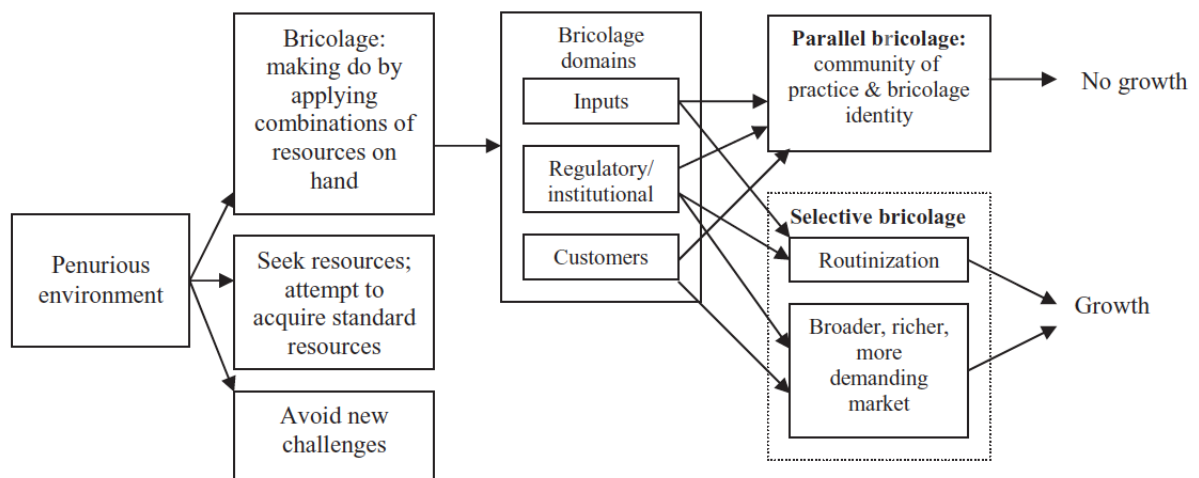 Penurious
environment
Bricolage:
making do by
applying
combinations of
resources on
hand
Seek resources;
attempt to
acquire standard
resources
Avoid new
challenges
Bricolage
domains
Inputs
Regulatory/
institutional
Customers
Parallel bricolage:
community of
practice & bricolage
identity
No growth
Selective bricolage
Routinization
Broader, richer,
more
demanding
market
Growth